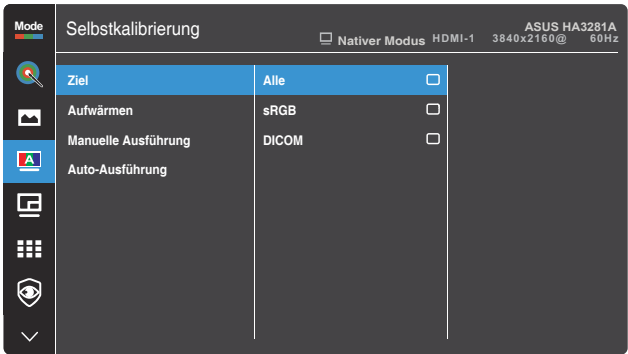 Mode
Selbstkalibrierung
Nativer Modus HDMI-1
ASUS HA3281A
3840x2160@ 60Hz
Ziel
Alle
Aufwärmen
sRGB
Manuelle Ausführung
DICOM
Auto-Ausführung
A